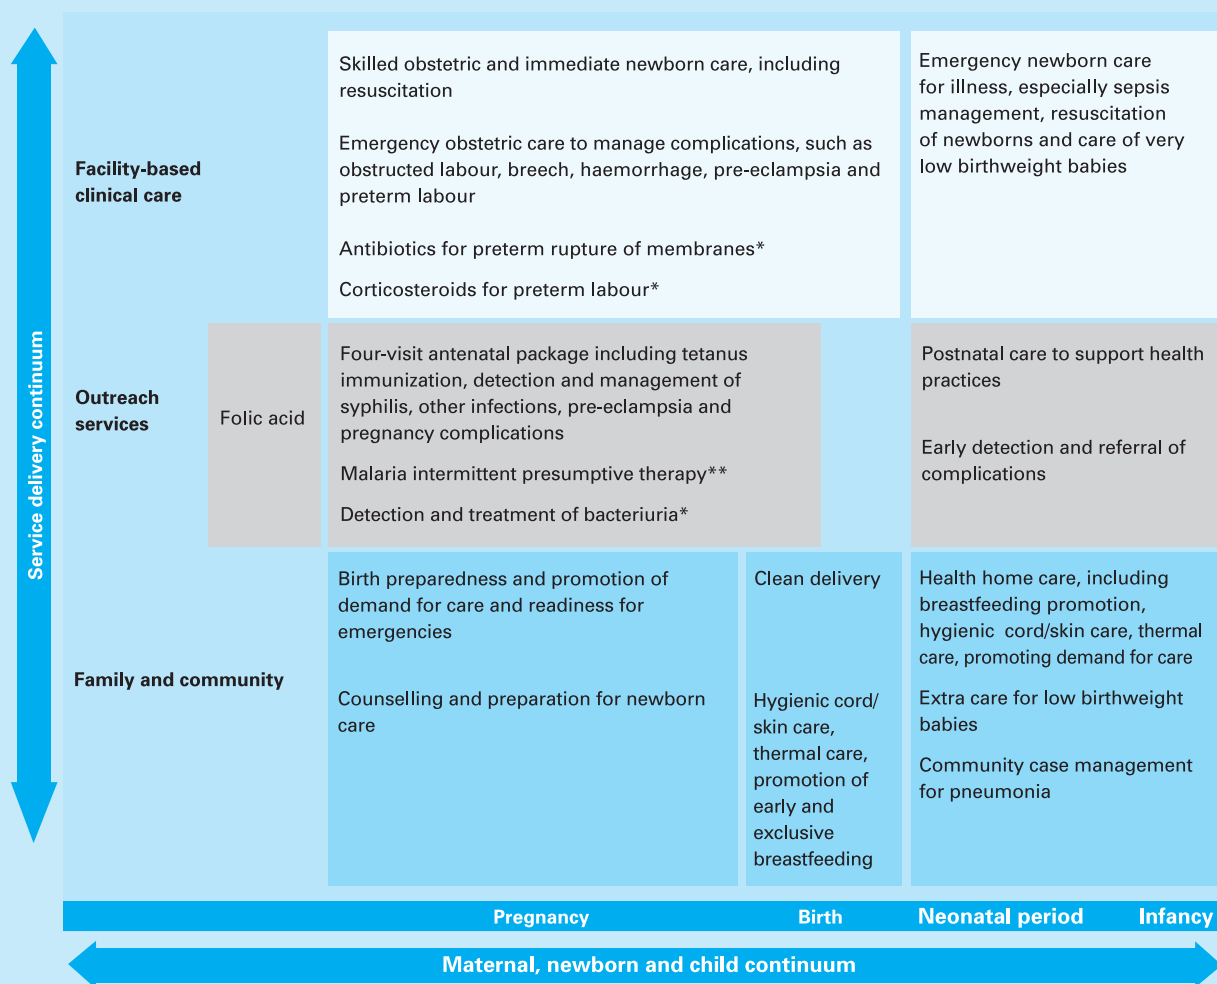 Service delivery continuum
Facility-based
clinical care
Skilled obstetric and immediate newborn care, including
resuscitation
Emergency obstetric care to manage complications, such as
obstructed labour, breech, haemorrhage, pre-eclampsia and
preterm labour
Antibiotics for preterm rupture of membranes*
Corticosteroids for preterm labour*
Emergency newborn care
for illness, especially sepsis
management, resuscitation
of newborns and care of very
low birthweight babies
Outreach
services
Folic acid
Four-visit antenatal package including tetanus
immunization, detection and management of
syphilis, other infections, pre-eclampsia and
pregnancy complications
Malaria intermittent presumptive therapy**
Detection and treatment of bacteriuria*
Postnatal care to support health
practices
Early detection and referral of
complications
Family and community
Birth preparedness and promotion of
demand for care and readiness for
emergencies
Counselling and preparation for newborn
care
Clean delivery
Hygienic cord/
skin care,
thermal care,
promotion of
early and
exclusive
breastfeeding
Health home care, including
breastfeeding promotion,
hygienic cord/skin care, thermal
care, promoting demand for care
Extra care for low birthweight
babies
Community case management
for pneumonia
Pregnancy
Birth
Neonatal period
Infancy
Maternal, newborn and child continuum